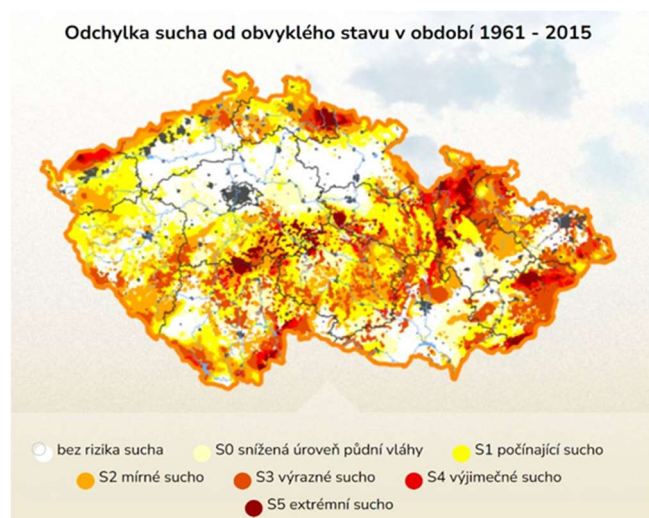 Odchylka sucha od obvyklého stavu v období 1961 - 2015
bez rizika sucha
S0 snížená úroveň půdní vláhy
S1 počínající sucho
S2 mírné sucho
S3 výrazné sucho
S4 výjimečné sucho
S5 extrémní sucho